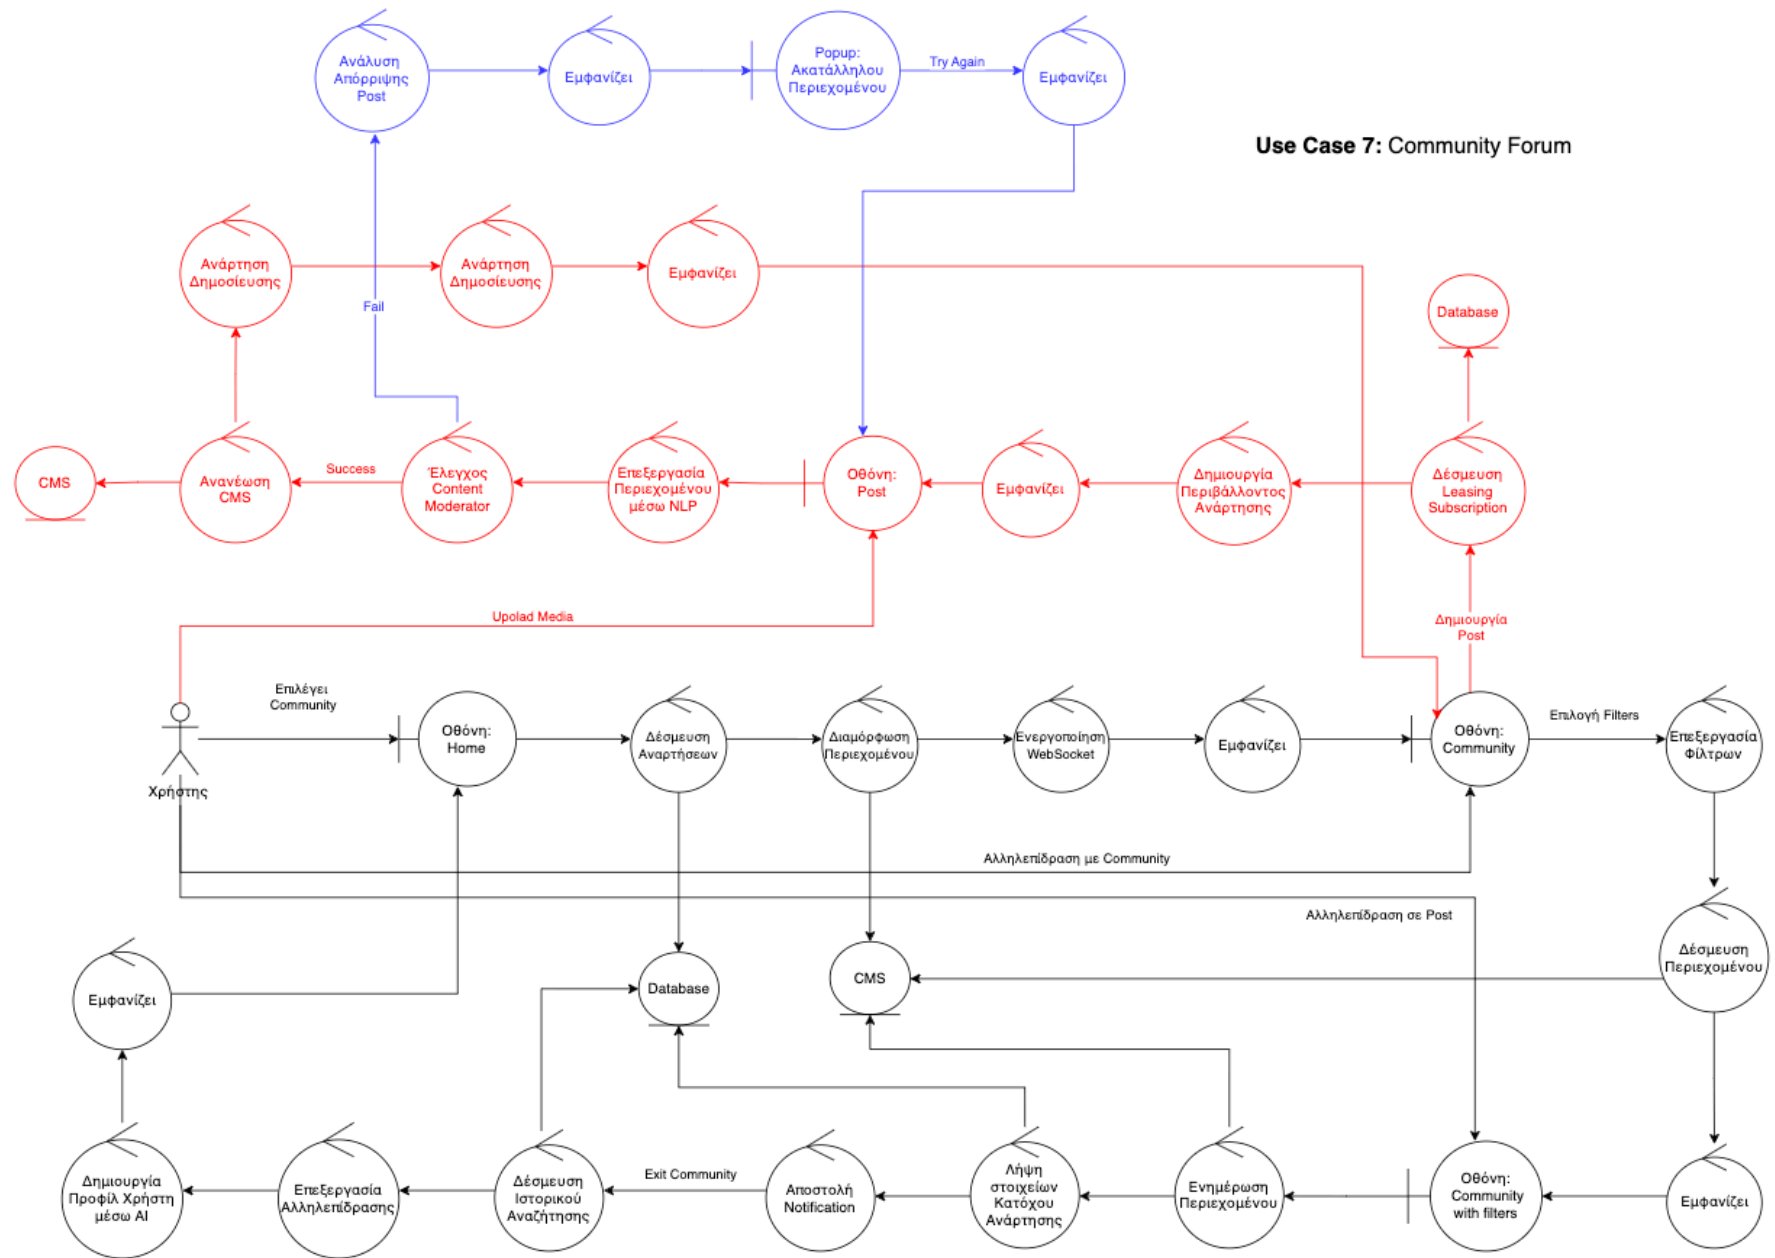 Ανάλυση
Απόρριψης
Post
Εμφανίζει
Popup:
Ακατάλληλου
Περιεχομένου
Try Again
Εμφανίζει
Use Case 7: Community Forum
Ανάρτηση
Δημοσίευσης
Ανάρτηση
Δημοσίευσης
Εμφανίζει
Fail
Database
CMS
Ανανέωση
CMS
Success
Έλεγχος
Content
Moderator
Επεξεργασία
Περιεχομένου
μέσω NLP
Οθόνη:
Post
Εμφανίζει
Δημιουργία
Περιβάλλοντος
Ανάρτησης
Δέσμευση
Leasing
Subscription
Upolad Media
Δημιουργία
Post
Επιλέγει
Community
Χρήστης
Οθόνη:
Home
Δέσμευση
Αναρτήσεων
Διαμόρφωση
Περιεχομένου
Ενεργοποίηση
WebSocket
Εμφανίζει
Οθόνη:
Community
Επιλογή Filters
Επεξεργασία
Φίλτρων
Αλληλεπίδραση με Community
Αλληλεπίδραση σε Post
Εμφανίζει
Database
CMS
Δέσμευση
Περιεχομένου
Δημιουργία
Προφίλ Χρήστη
μέσω AI
Επεξεργασία
Αλληλεπίδρασης
Δέσμευση
Ιστορικού
Αναζήτησης
Exit Community
Αποστολή
Notification
Λήψη
στοιχείων
Κατόχου
Ανάρτησης
Ενημέρωση
Περιεχομένου
Οθόνη:
Community
with filters
Εμφανίζει